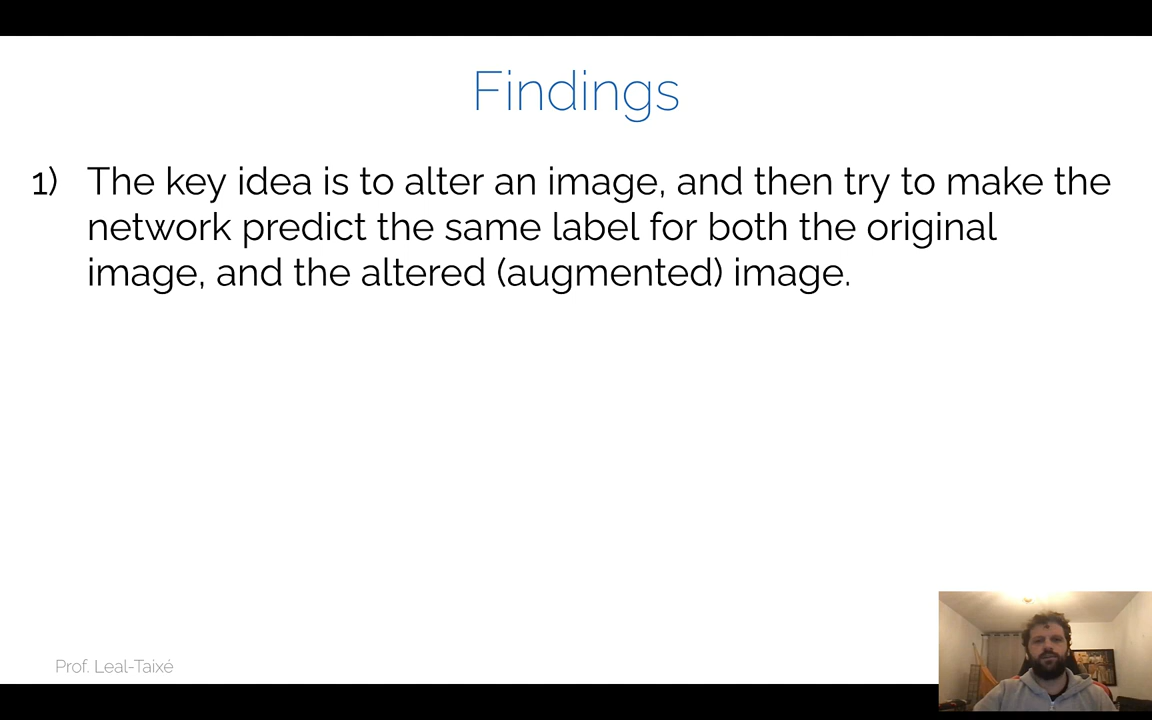 Findings
1) The key idea is to alter an image, and then try to make the
network predict the same label for both the original
image, and the altered (augmented) image.
Prof. Leal-Taixé